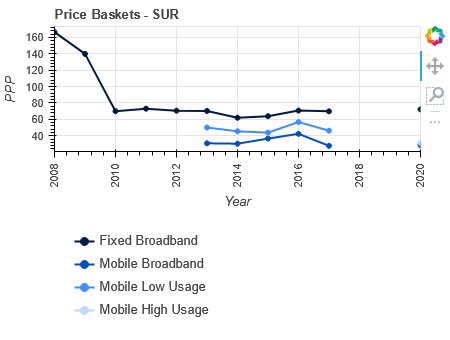 Price Baskets - SUR
PPP
160
140
120
100
80
60
40
2008
2010
2012
2014
2016
2018
2020
Year
Fixed Broadband
Mobile Broadband
Mobile Low Usage
Mobile High Usage